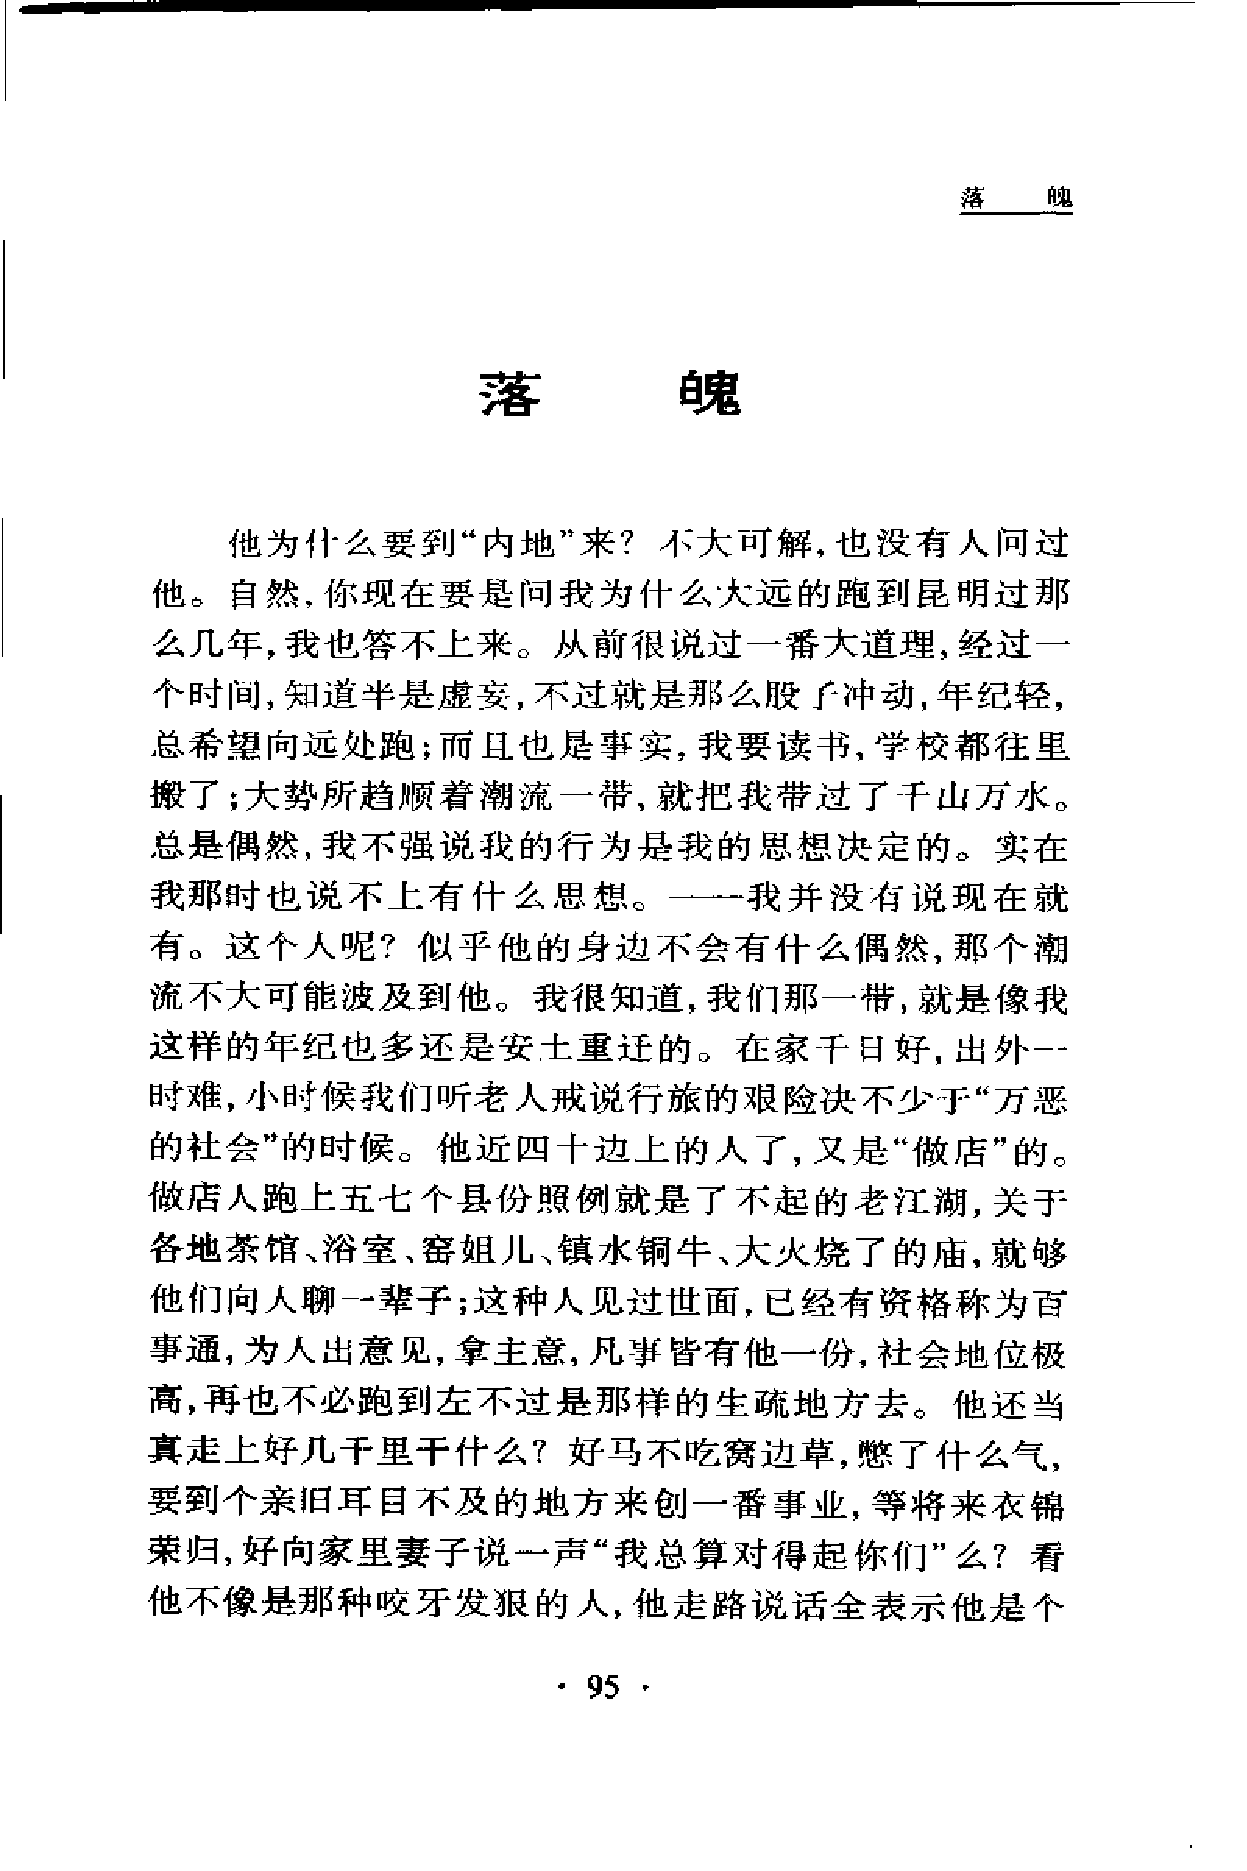 落　　魄
落　　魄
他为什么要到“内地”来？不大可解，也没有人问过
他。自然，你现在要是问我为什么大远的跑到昆明过那
么几年，我也答不上来。从前很说过一番大道理，经过一
个时间，知道半是虚妄，不过就是那么股子冲动，年纪轻，
总希望向远处跑；而且也是事实，我要读书，学校都往里
搬了；大势所趋顺着潮流一带，就把我带过了千山万水。
总是偶然，我不强说我的行为是我的思想决定的。实在
我那时也说不上有什么思想。——我并没有说现在就
有。这个人呢？似乎他的身边不会有什么偶然，那个潮
流不大可能波及到他。我很知道，我们那一带，就是像我
这样的年纪也多还是安土重迁的。在家千日好，出外一
时难，小时候我们听老人戒说行旅的艰险决不少于“万恶
的社会”的时候。他近四十边上的人了，又是“做店”的。
做店人跑上五七个县份照例就是了不起的老江湖，关于
各地茶馆、浴室、窑姐儿、镇水铜牛、大火烧了的庙，就够
他们向人聊一辈子；这种人见过世面，已经有资格称为百
事通，为人出意见，拿主意，凡事皆有他一份，社会地位极
高，再也不必跑到左不过是那样的生疏地方去。他还当
真走上好几千里干什么？好马不吃窝边草，憋了什么气，
要到个亲旧耳目不及的地方来创一番事业，等将来衣锦
荣归，好向家里妻子说一声“我总算对得起你们”么？看
他不像是那种咬牙发狠的人，他走路说话全表示他是个
· 95 ·